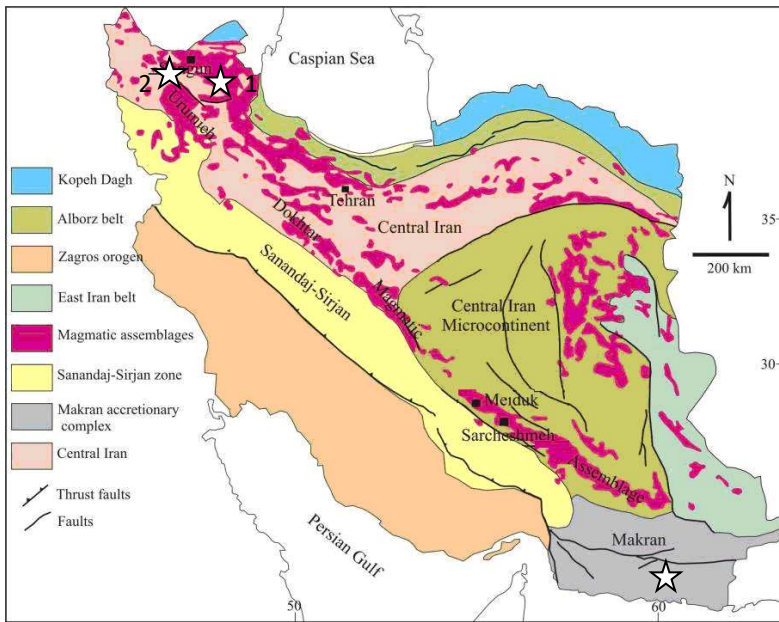 Caspian Sea
2
1
Urumieh
Kopeh Dagh
Alborz belt
Zagros orogen
East Iran belt
Magmatic assemblages
Sanandaj-Sirjan zone
Makran accretionary
complex
Central Iran
Thrust faults
Faults
Tehran
Dokhtar
Central Iran
Sanandaj-Sirjan
Magmatic
Central Iran
Microcontinent
Meiduk
Sarcheshmeh
Assemblage
Makran
Persian Gulf
N
200 km
35
30
50
60